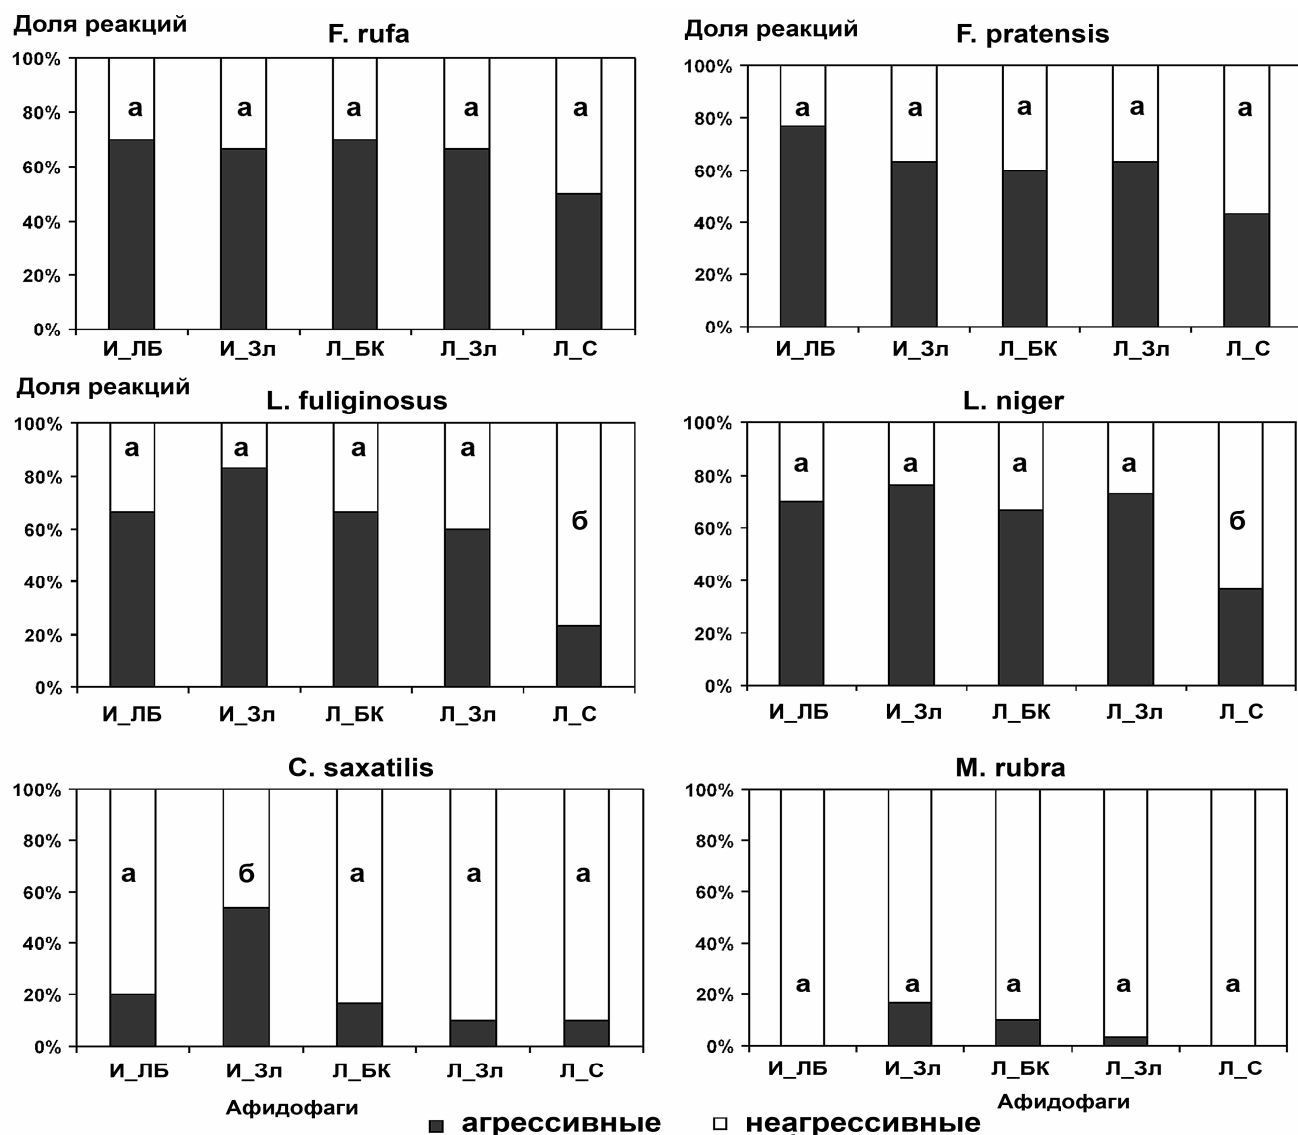 Доля реакций
F. rufa
100%
80%
60%
40%
20%
0%
а а а а а
И_ЛБ И_Зл Л_БК Л_Зл Л_С
Доля реакций
F. pratensis
100%
80%
60%
40%
20%
0%
а а а а а
И_ЛБ И_Зл Л_БК Л_Зл Л_С
Доля реакций
L. fuliginosus
100%
80%
60%
40%
20%
0%
а а а а б
И_ЛБ И_Зл Л_БК Л_Зл Л_С
L. niger
100%
80%
60%
40%
20%
0%
а а а а б
И_ЛБ И_Зл Л_БК Л_Зл Л_С
C. saxatilis
100%
80%
60%
40%
20%
0%
а б а а а
И_ЛБ И_Зл Л_БК Л_Зл Л_С
Афидофаги
M. rubra
100%
80%
60%
40%
20%
0%
а а а а а
И_ЛБ И_Зл Л_БК Л_Зл Л_С
Афидофаги
агрессивные неагрессивные